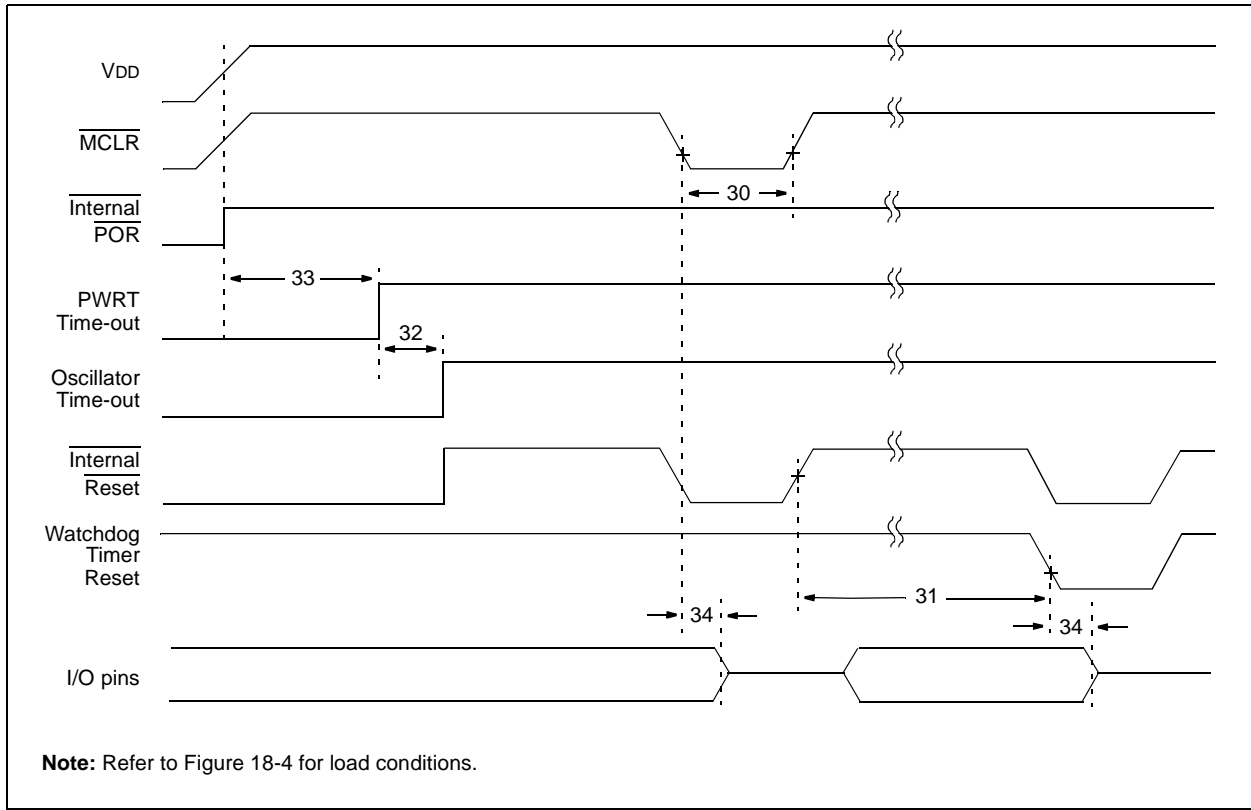 VDD
MCLR
30
Internal
POR
33
PWRT
Time-out
32
Oscillator
Time-out
Internal
Reset
Watchdog
Timer
Reset
31
34
34
I/O pins
Note: Refer to Figure 18-4 for load conditions.